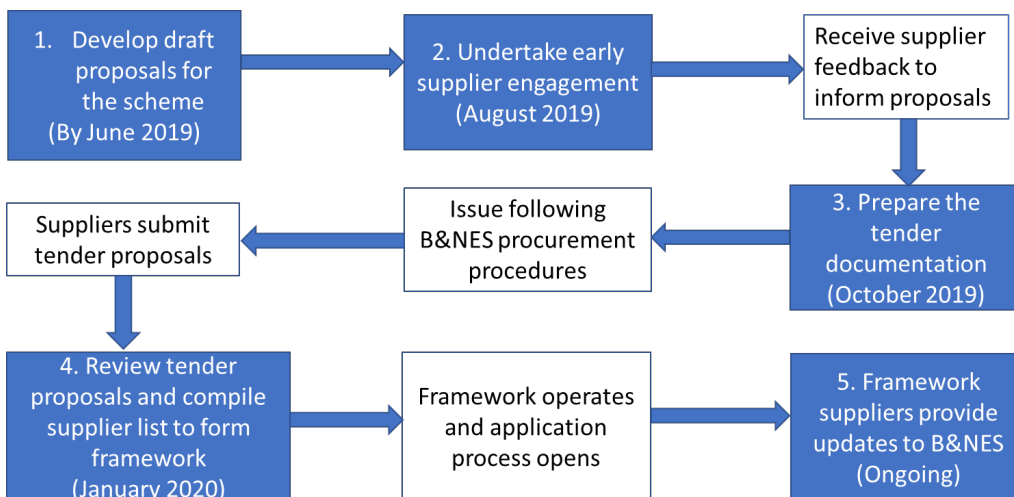 1. Develop draft
proposals for
the scheme
(By June 2019)
2. Undertake early
supplier engagement
(August 2019)
Receive supplier
feedback to
inform proposals
3. Prepare the
tender
documentation
(October 2019)
Issue following
B&NES procurement
procedures
Suppliers submit
tender proposals
4. Review tender
proposals and compile
supplier list to form
framework
(January 2020)
Framework operates
and application
process opens
5. Framework
suppliers provide
updates to B&NES
(Ongoing)